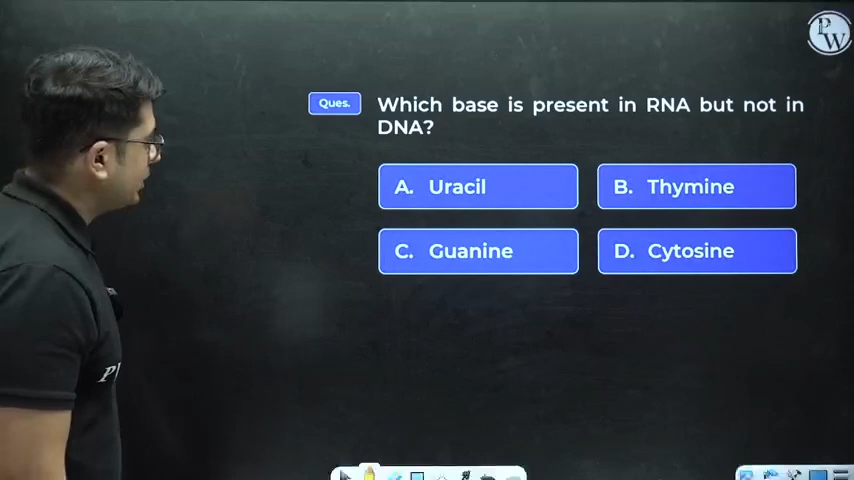 PW
Ques.
Which base is present in RNA but not in
DNA?
A. Uracil
B. Thymine
C. Guanine
D. Cytosine
P